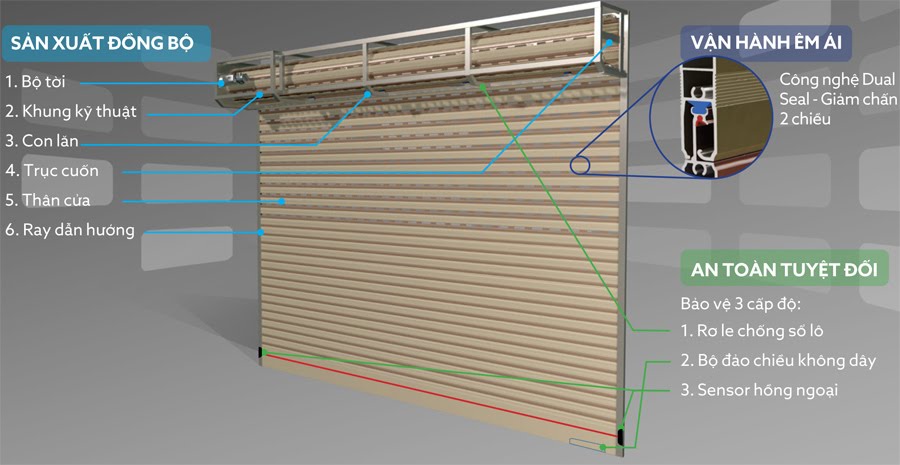 SẢN XUẤT ĐỒNG BỘ
1. Bộ tời
2. Khung kỹ thuật
3. Con lăn
4. Trục cuốn
5. Thân cửa
6. Ray dẫn hướng
VẬN HÀNH ÊM ÁI
Công nghệ Dual
Seal - Giảm chấn
2 chiều
AN TOÀN TUYỆT ĐỐI
Bảo vệ 3 cấp độ:
1. Rơ le chống số lô
2. Bộ đảo chiều không dây
3. Sensor hồng ngoại